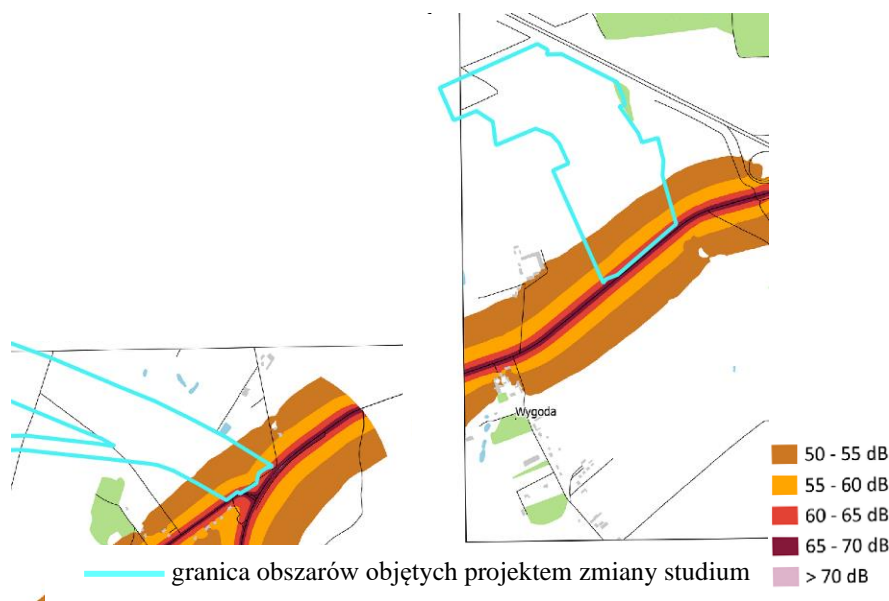 Wygoda
50 - 55 dB
55 - 60 dB
60 - 65 dB
65 - 70 dB
> 70 dB
granica obszarów objętych projektem zmiany studium